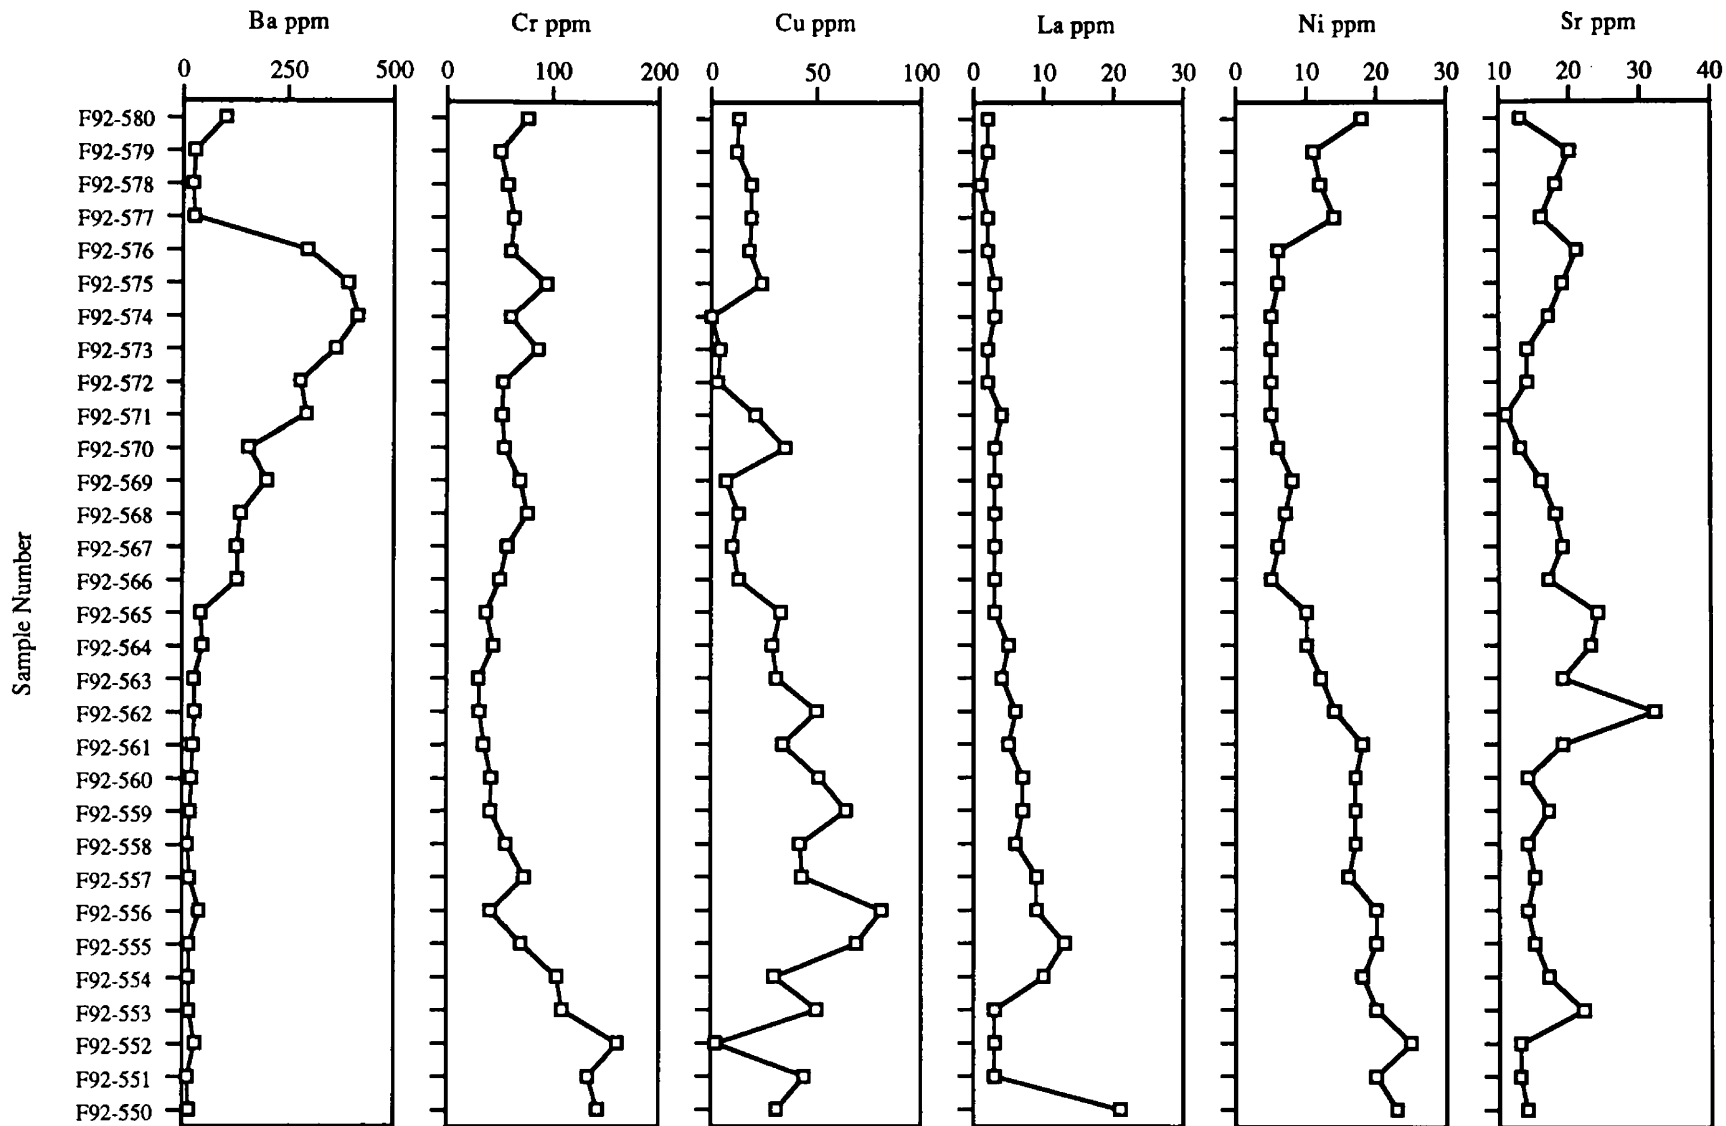 Ba ppm Cr ppm Cu ppm La ppm Ni ppm Sr ppm
0 250 500 0 100 200 0 50 100 0 10 20 30 0 10 20 30 10 20 30 40
F92-580
F92-579
F92-578
F92-577
F92-576
F92-575
F92-574
F92-573
F92-572
F92-571
F92-570
F92-569
F92-568
F92-567
F92-566
F92-565
F92-564
F92-563
F92-562
F92-561
F92-560
F92-559
F92-558
F92-557
F92-556
F92-555
F92-554
F92-553
F92-552
F92-551
F92-550
Sample Number